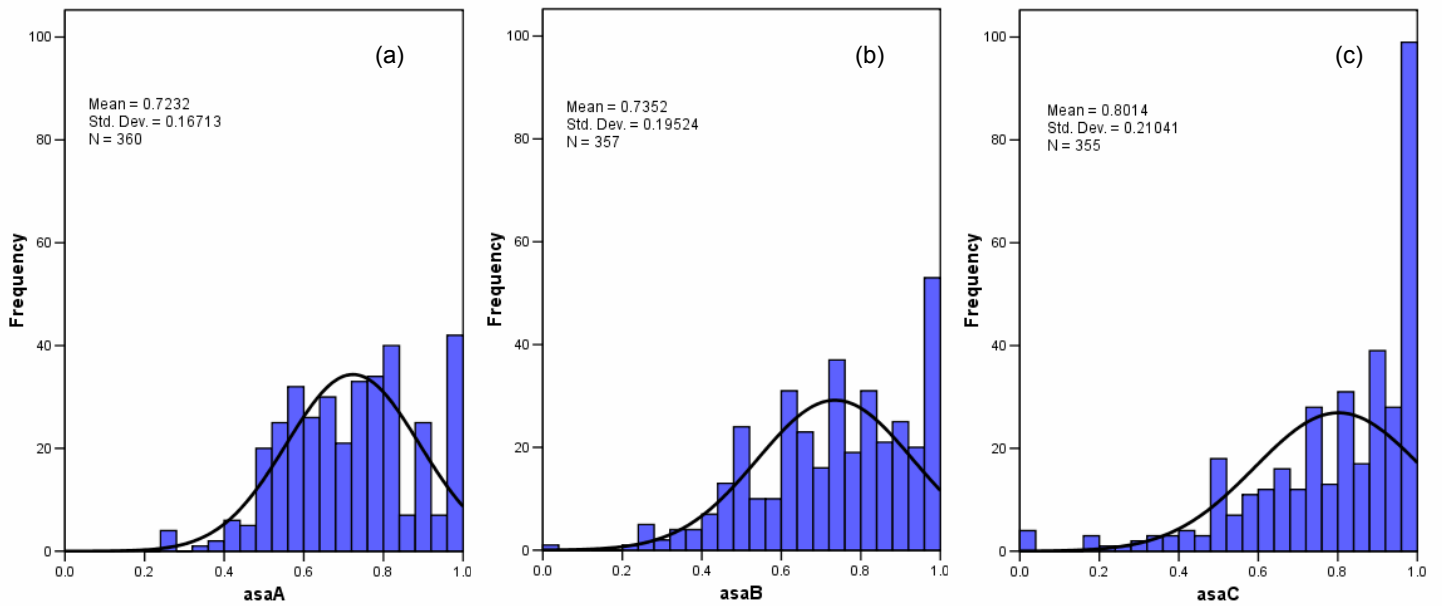 (a)
Mean = 0.7232
Std. Dev. = 0.16713
N = 360
100
80
60
40
20
0
Frequency
0.0 0.2 0.4 0.6 0.8 1.0
asaA
(b)
Mean = 0.7352
Std. Dev. = 0.19524
N = 357
100
80
60
40
20
0
Frequency
0.0 0.2 0.4 0.6 0.8 1.0
asaB
(c)
Mean = 0.8014
Std. Dev. = 0.21041
N = 355
100
80
60
40
20
0
Frequency
0.0 0.2 0.4 0.6 0.8 1.0
asaC